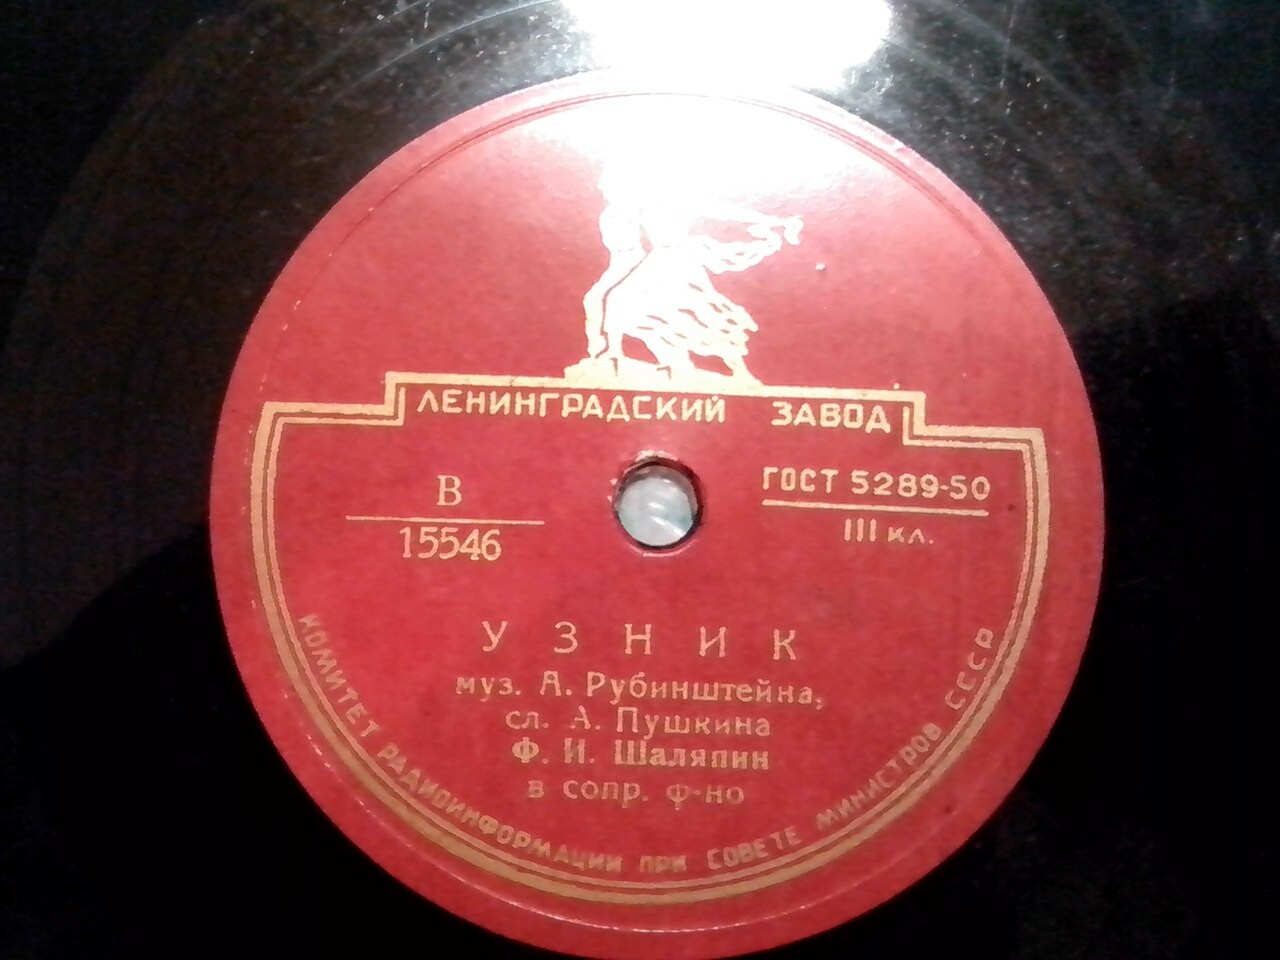 ЛЕНИНГРАДСКИЙ ЗАВОД
В
15546
ГОСТ 5289-50
III кл.
УЗНИК
муз. А. Рубинштейна,
сл. А. Пушкина
Ф. И. Шаляпин
в сопр. ф-но
КОМИТЕТ РАДИОИНФОРМАЦИИ ПРИ СОВЕТЕ МИНИСТРОВ СССР